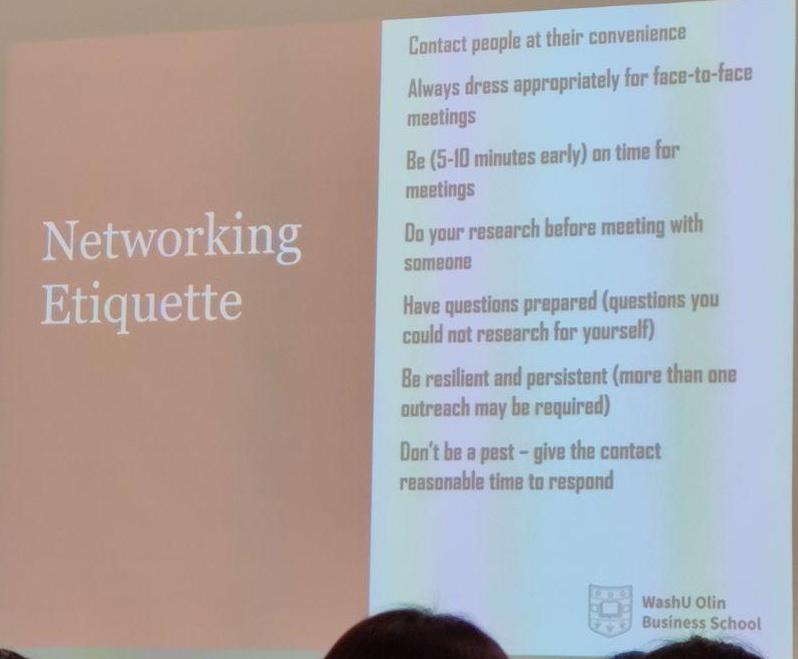 Networking
Etiquette
Contact people at their convenience
Always dress appropriately for face-to-face
meetings
Be (5-10 minutes early) on time for
meetings
Do your research before meeting with
someone
Have questions prepared (questions you
could not research for yourself)
Be resilient and persistent (more than one
outreach may be required)
Don't be a pest – give the contact
reasonable time to respond
WashU Olin
Business School